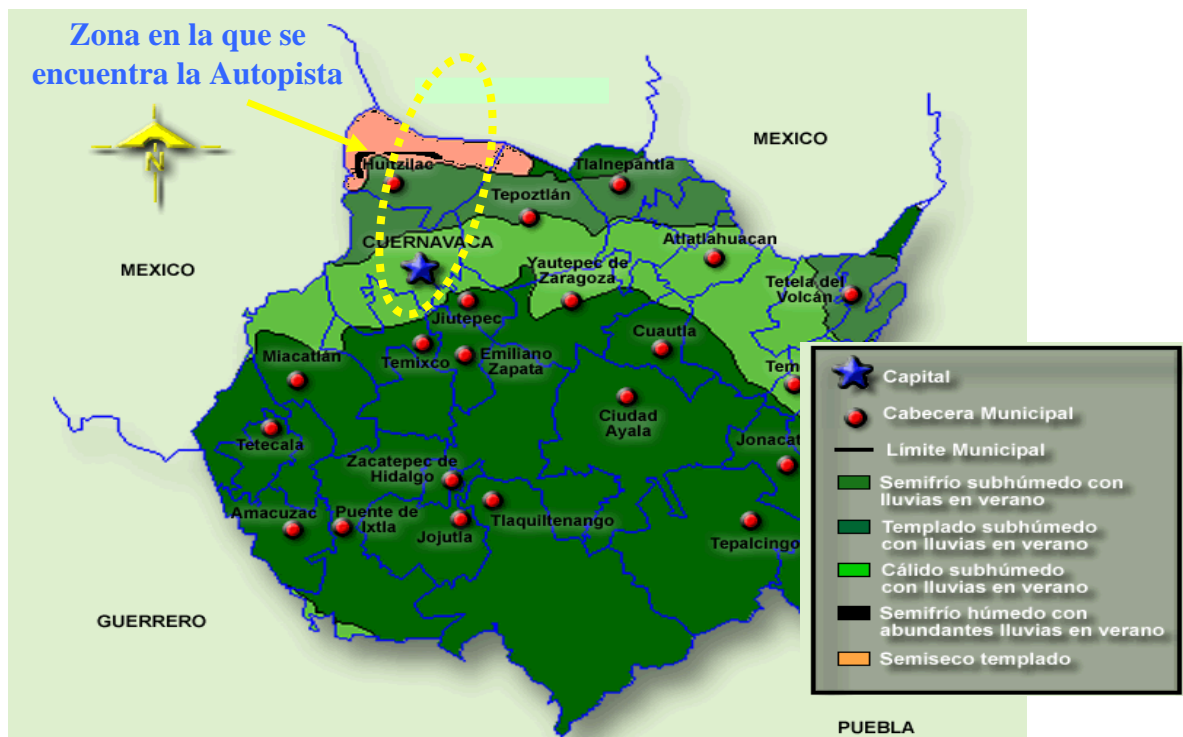 Zona en la que se
encuentra la Autopista
N
MEXICO
Huitzilac
Tlalnepantla
Tepoztlán
CUERNAVACA
Atlatlahuacan
MEXICO
Yautepec de
Zaragoza
Tetela del
Volcán
Jiutepec
Cuautla
Miacatlán
Temixco
Emiliano
Zapata
Tem
Ciudad
Ayala
Tetecala
Jonacat
Zacatepec de
Hidalgo
Amacuzac
Puente de
Ixtla
Jojutla
Tlaquiltenango
Tepalcingo
GUERRERO
PUEBLA
Capital
Cabecera Municipal
Límite Municipal
Semifrío subhúmedo con
lluvias en verano
Templado subhúmedo
con lluvias en verano
Cálido subhúmedo
con lluvias en verano
Semifrío húmedo con
abundantes lluvias en verano
Semiseco templado